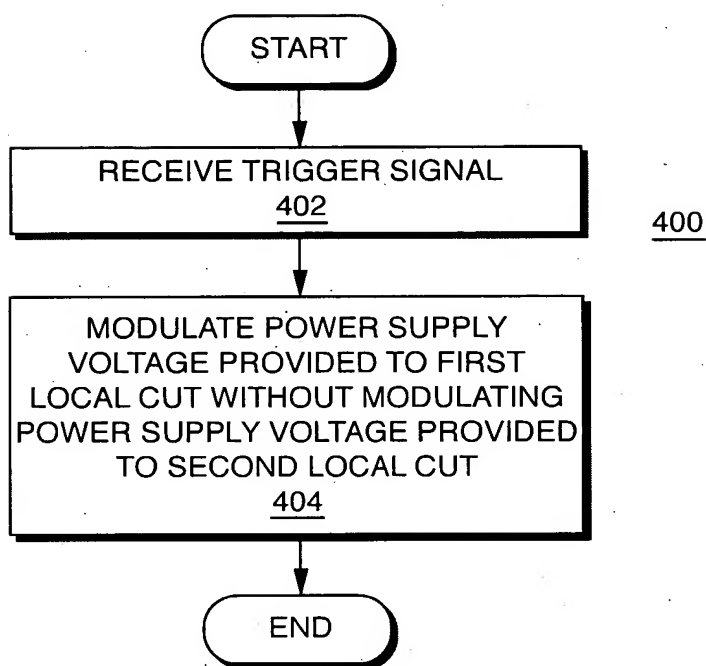 START
RECEIVE TRIGGER SIGNAL
402
400
MODULATE POWER SUPPLY
VOLTAGE PROVIDED TO FIRST
LOCAL CUT WITHOUT MODULATING
POWER SUPPLY VOLTAGE PROVIDED
TO SECOND LOCAL CUT
404
END